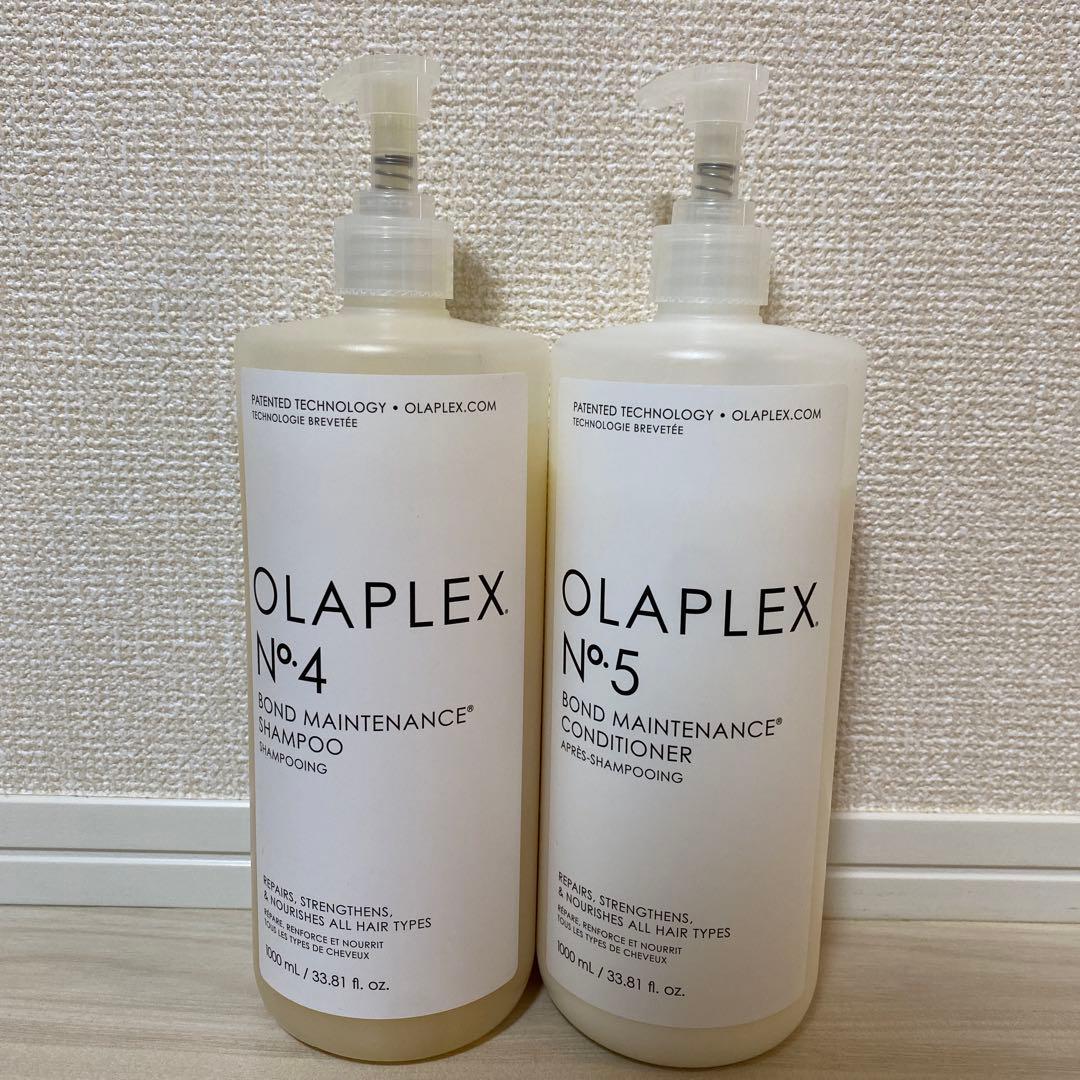 PATENTED TECHNOLOGY • OLAPLEX.COM
TECHNOLOGIE BREVETÉE
OLAPLEX®
Nº.4
BOND MAINTENANCE®
SHAMPOO
SHAMPOOING
REPAIRS, STRENGTHENS,
& NOURISHES ALL HAIR TYPES
RÉPARE, RENFORCE ET NOURRIT
TOUS LES TYPES DE CHEVEUX
1000 mL / 33.81 fl. oz.
PATENTED TECHNOLOGY • OLAPLEX.COM
TECHNOLOGIE BREVETÉE
OLAPLEX®
Nº.5
BOND MAINTENANCE®
CONDITIONER
APRÈS-SHAMPOOING
REPAIRS, STRENGTHENS,
& NOURISHES ALL HAIR TYPES
RÉPARE, RENFORCE ET NOURRIT
TOUS LES TYPES DE CHEVEUX
1000 mL / 33.81 fl. oz.